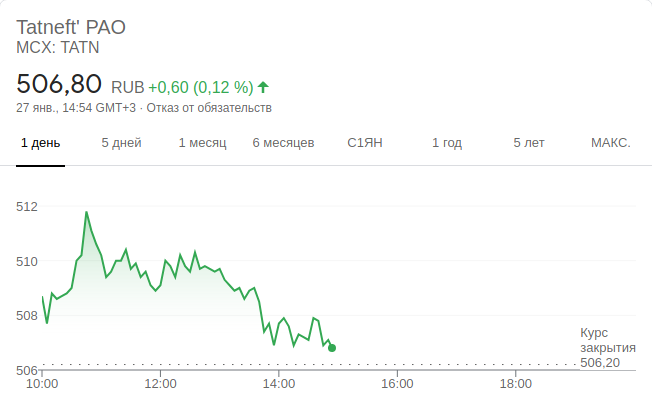 Tatneft' PAO
MCX: TATN
506,80 RUB +0,60 (0,12 %)
27 янв., 14:54 GMT+3 · Отказ от обязательств
1 день 5 дней 1 месяц 6 месяцев С1ЯН 1 год 5 лет МАКС.
512
510
508
506
Курс
закрытия
506,20
10:00 12:00 14:00 16:00 18:00